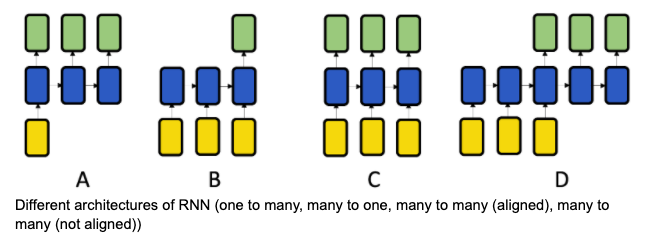 A B C D
Different architectures of RNN (one to many, many to one, many to many (aligned), many to
many (not aligned))